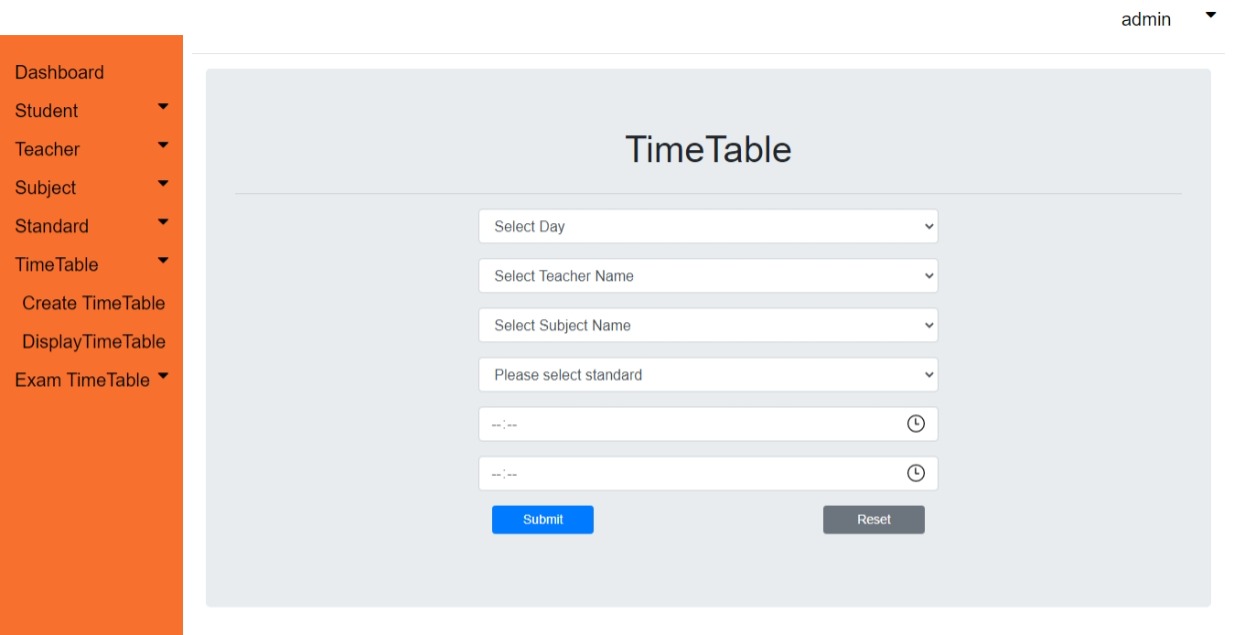 admin
Dashboard
Student
Teacher
Subject
Standard
TimeTable
Create TimeTable
DisplayTimeTable
Exam TimeTable
TimeTable
Select Day
Select Teacher Name
Select Subject Name
Please select standard
--:--
--:--
Submit
Reset